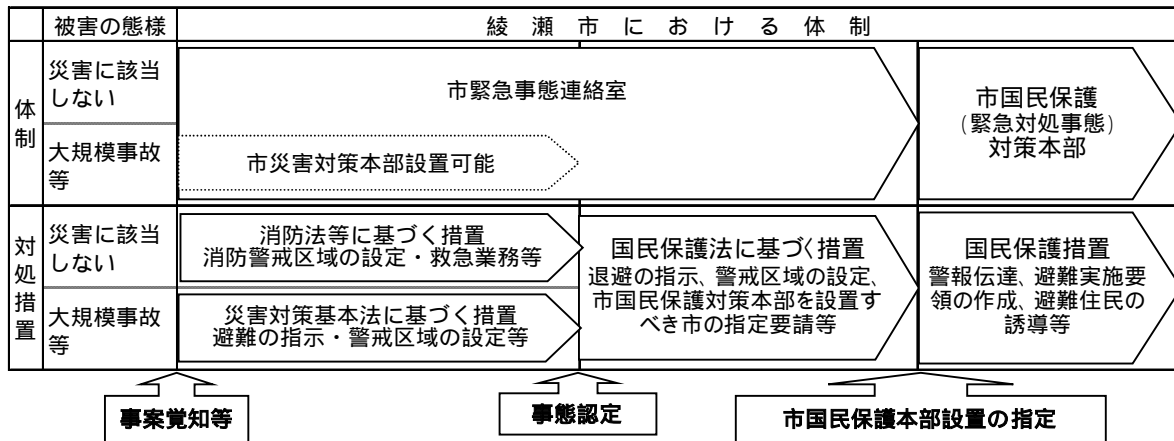 被害の態様
綾瀬市における体制
体制
災害に該当
しない
大規模事故
等
市緊急事態連絡室
市災害対策本部設置可能
市国民保護
(緊急対処事態)
対策本部
対処措置
災害に該当
しない
大規模事故
等
消防法等に基づく措置
消防警戒区域の設定・救急業務等
災害対策基本法に基づく措置
避難の指示・警戒区域の設定等
国民保護法に基づく措置
退避の指示、警戒区域の設定、
市国民保護対策本部を設置す
べき市の指定要請等
国民保護措置
警報伝達、避難実施要
領の作成、避難住民の
誘導等
事案覚知等
事態認定
市国民保護本部設置の指定